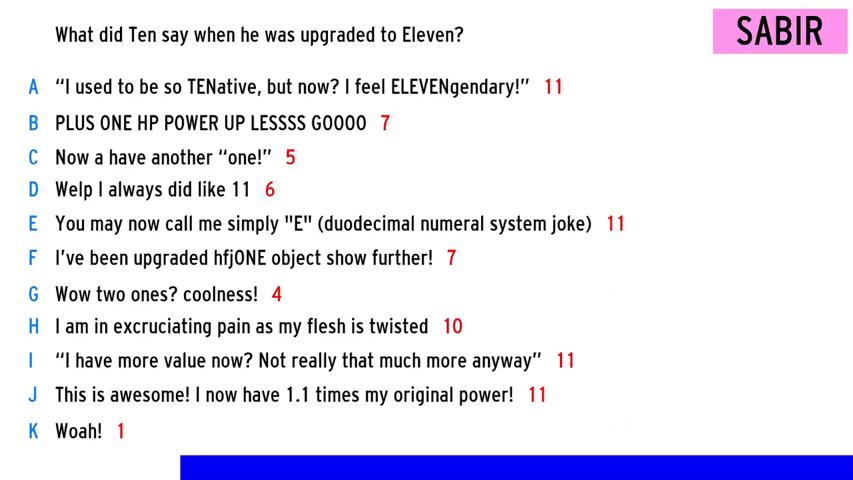 What did Ten say when he was upgraded to Eleven?
SABIR
A “I used to be so TENative, but now? I feel ELEVENgendary!” 11
B PLUS ONE HP POWER UP LESSSS GOOOO 7
C Now a have another “one!” 5
D Welp I always did like 11 6
E You may now call me simply "E" (duodecimal numeral system joke) 11
F I’ve been upgraded hfjONE object show further! 7
G Wow two ones? coolness! 4
H I am in excruciating pain as my flesh is twisted 10
I “I have more value now? Not really that much more anyway” 11
J This is awesome! I now have 1.1 times my original power! 11
K Woah! 1